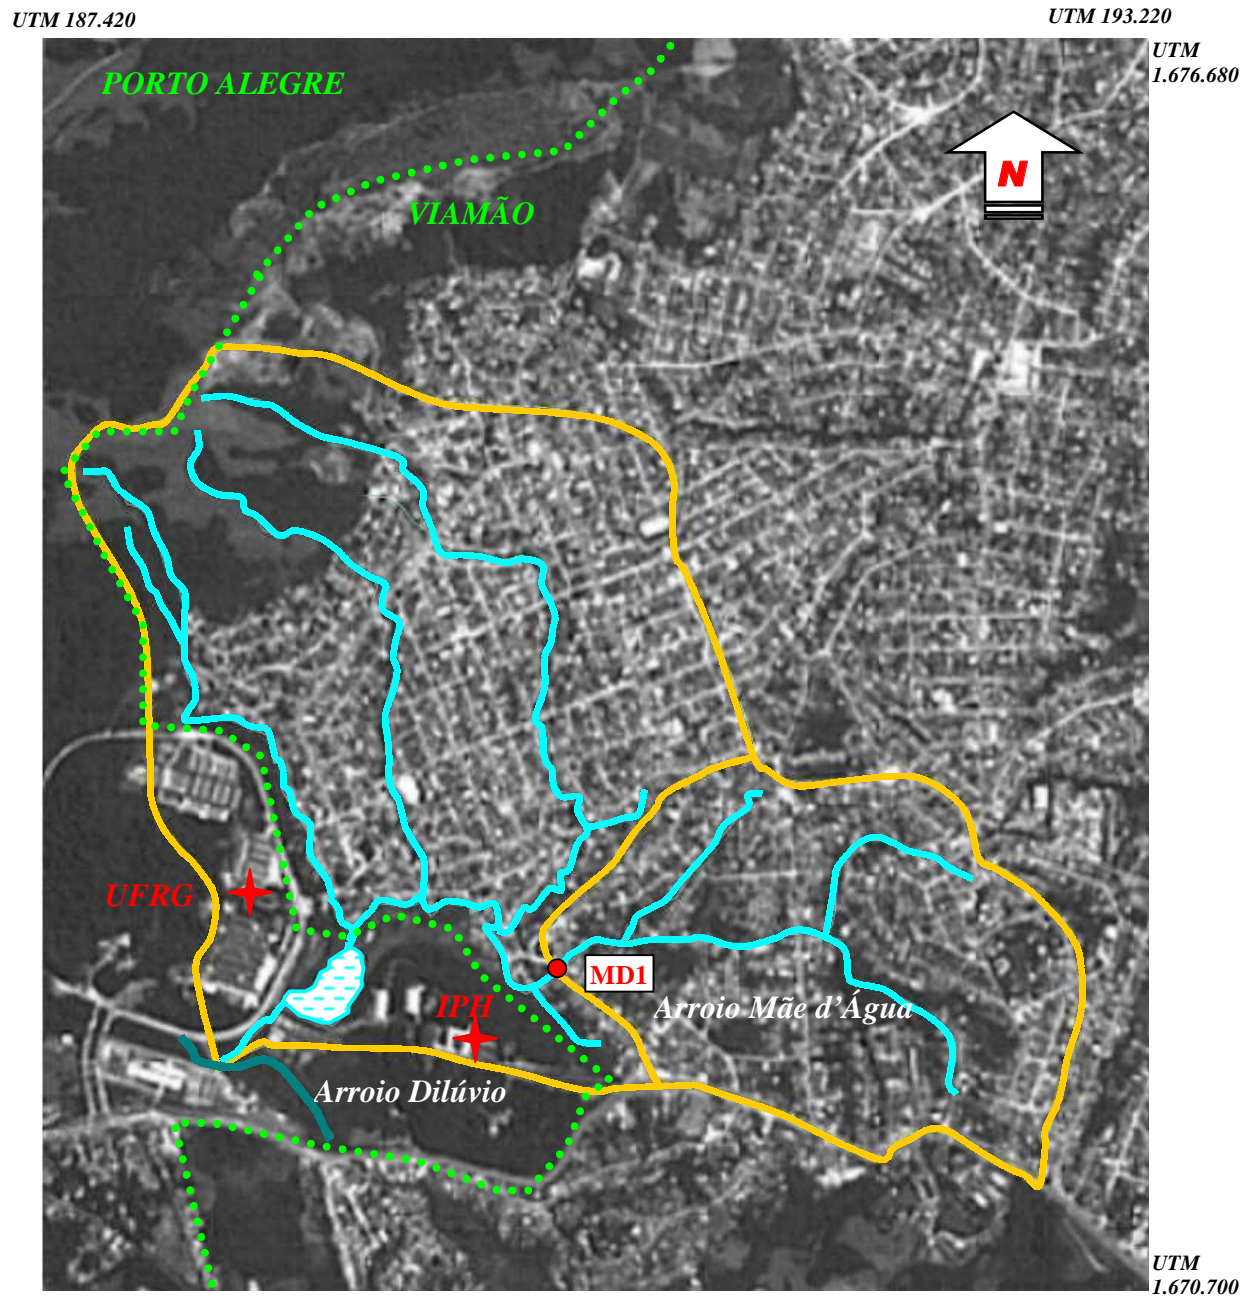 UTM 187.420
UTM 193.220
UTM
1.676.680
PORTO ALEGRE
N
VIAMÃO
UFRG
MD1
IPH
Arroio Mãe d'Água
Arroio Dilúvio
UTM
1.670.700